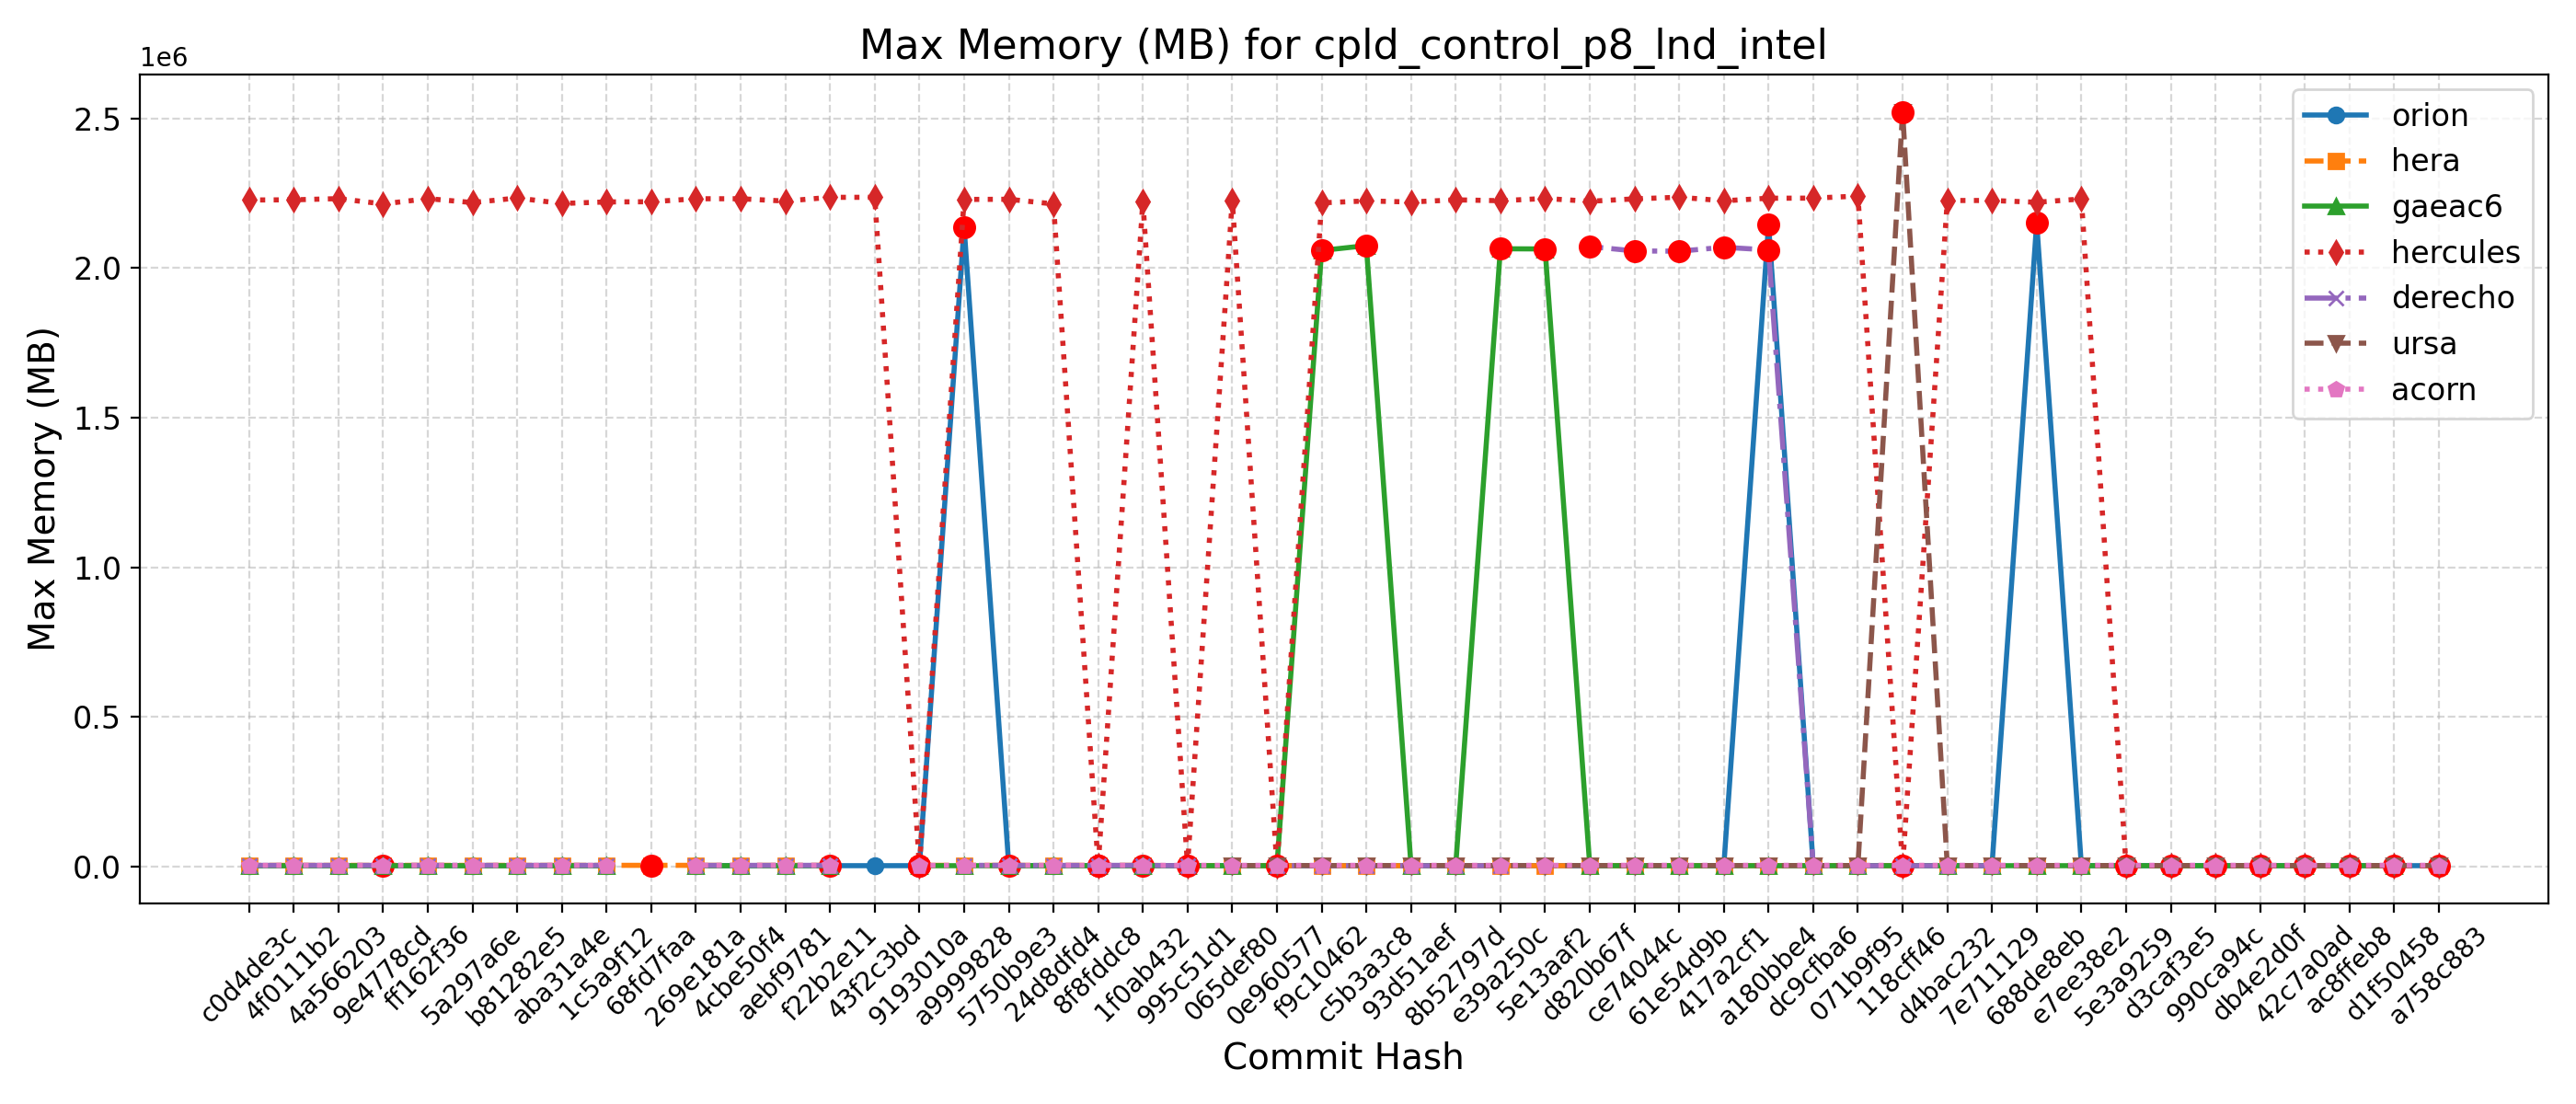 Max Memory (MB) for cpld_control_p8_lnd_intel
1e6
2.5
2.0
1.5
1.0
0.5
0.0
Max Memory (MB)
orion
hera
gaeac6
hercules
derecho
ursa
acorn
c0d4de3c
4f0111b2
4a566203
9e4778cd
ff162f36
5a297a6e
b81282e5
aba31a4e
1c5a9f12
68fd7faa
269e181a
4cbe50f4
aebf9781
f22b2e11
43f2c3bd
9193010a
a9999828
5750b9e3
24d8dfd4
8f8fddc8
1f0ab432
995c51d1
065def80
0e960577
f9c10462
c5b3a3c8
93d51aef
8b52797d
e39a250c
5e13aaf2
d820b67f
ce74044c
61e54d9b
417a2cf1
a180bbe4
dc9cfba6
071b9f95
118cff46
d4bac232
7e711129
688de8eb
e7ee38e2
5e3a9259
d3caf3e5
990ca94c
db4e2d0f
42c7a0ad
ac8ffeb8
d1f50458
a758c883
Commit Hash